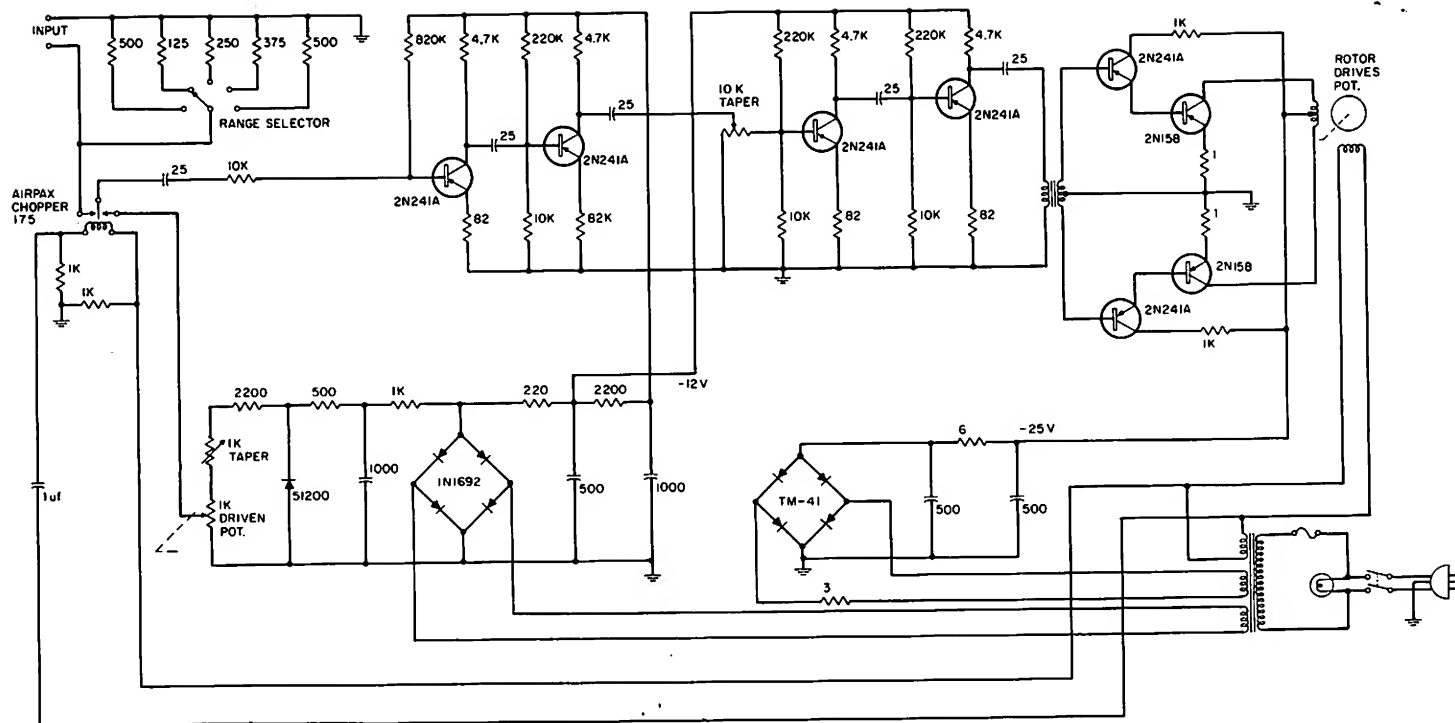 INPUT
500
125
250
375
500
RANGE SELECTOR
820K
4.7K
220K
4.7K
25
25
2N241A
2N241A
82
10K
82K
25
10K
AIRPAX
CHOPPER
175
1K
1K
1uf
10 K
TAPER
220K
4.7K
220K
4.7K
25
25
2N241A
2N241A
10K
82
10K
82
1K
2N241A
2N158
1
1
2N158
2N241A
1K
ROTOR
DRIVES
POT.
2200
500
1K
220
2200
-12V
1K
TAPER
1K
DRIVEN
POT.
51200
1000
1N1692
500
1000
6
-25V
TM-41
500
500
3